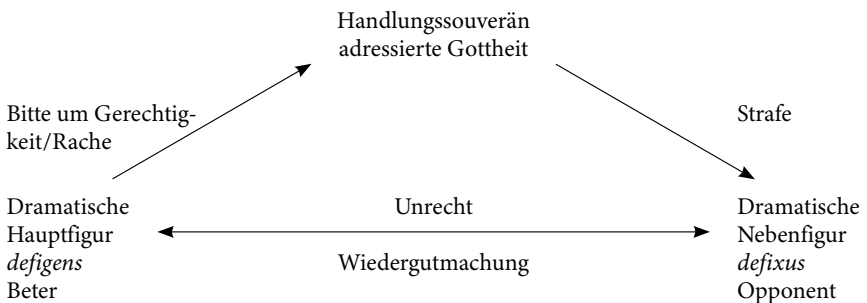 Handlungssouverän
adressierte Gottheit
Bitte um Gerechtig-
keit/Rache
Strafe
Dramatische
Hauptfigur
defigens
Beter
Unrecht
Wiedergutmachung
Dramatische
Nebenfigur
defixus
Opponent